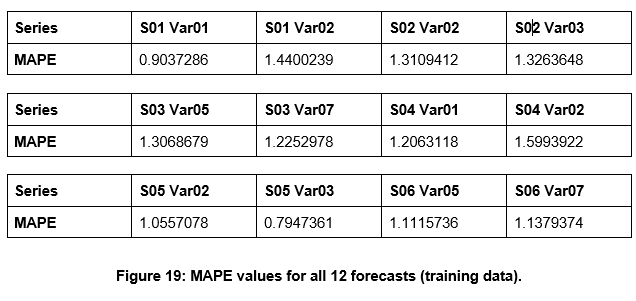 Series S01 Var01 S01 Var02 S02 Var02 S02 Var03
MAPE 0.9037286 1.4400239 1.3109412 1.3263648
Series S03 Var05 S03 Var07 S04 Var01 S04 Var02
MAPE 1.3068679 1.2252978 1.2063118 1.5993922
Series S05 Var02 S05 Var03 S06 Var05 S06 Var07
MAPE 1.0557078 0.7947361 1.1115736 1.1379374
Figure 19: MAPE values for all 12 forecasts (training data).